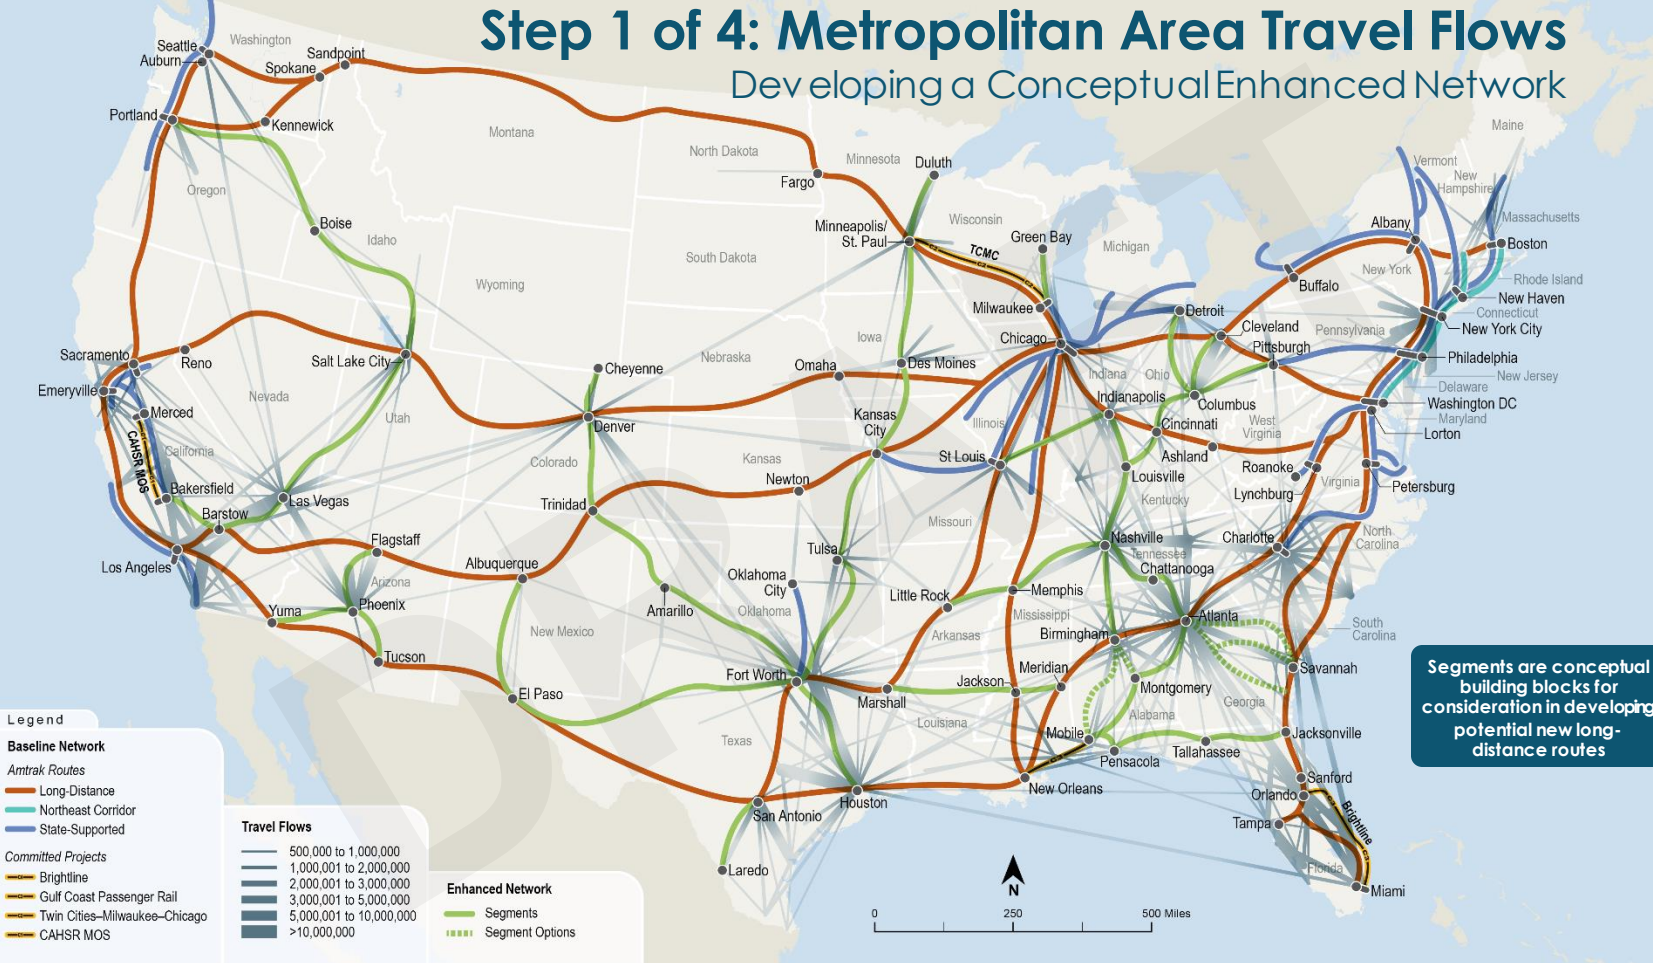 Step 1 of 4: Metropolitan Area Travel Flows
Developing a Conceptual Enhanced Network
Seattle
Auburn
Washington
Spokane
Sandpoint
Portland
Kennewick
Oregon
Boise
Idaho
Montana
North Dakota
Fargo
Minnesota
Duluth
Minneapolis/
St. Paul
Wisconsin
TCMC
Green Bay
Michigan
South Dakota
Wyoming
Milwaukee
Chicago
Detroit
Cleveland
Pittsburgh
Buffalo
Albany
New York
Vermont
New
Hampshire
Maine
Massachusetts
Boston
Rhode Island
New Haven
Connecticut
New York City
Pennsylvania
Philadelphia
New Jersey
Delaware
Washington DC
Maryland
Lorton
Sacramento
Reno
Emeryville
Nevada
Merced
CAHSR MOS
California
Bakersfield
Barstow
Las Vegas
Los Angeles
Salt Lake City
Utah
Cheyenne
Denver
Colorado
Nebraska
Omaha
Iowa
Des Moines
Kansas
City
Kansas
Newton
Trinidad
Illinois
St Louis
Missouri
Indiana
Indianapolis
Ohio
Columbus
Cincinnati
West
Virginia
Ashland
Louisville
Kentucky
Roanoke
Lynchburg
Virginia
Petersburg
North
Carolina
Charlotte
Nashville
Tennessee
Chattanooga
Flagstaff
Arizona
Phoenix
Yuma
Tucson
Albuquerque
New Mexico
El Paso
Amarillo
Oklahoma
City
Oklahoma
Tulsa
Little Rock
Arkansas
Memphis
Mississippi
Birmingham
Atlanta
South
Carolina
Savannah
Georgia
Meridian
Jackson
Marshall
Louisiana
Fort Worth
Texas
Montgomery
Alabama
Mobile
Pensacola
Tallahassee
Jacksonville
New Orleans
Houston
San Antonio
Laredo
Sanford
Orlando
Tampa
Brightline
Florida
Miami
Segments are conceptual
building blocks for
consideration in developing
potential new long-
distance routes
Legend
Baseline Network
Amtrak Routes
Long-Distance
Northeast Corridor
State-Supported
Committed Projects
Brightline
Gulf Coast Passenger Rail
Twin Cities–Milwaukee–Chicago
CAHSR MOS
Travel Flows
500,000 to 1,000,000
1,000,001 to 2,000,000
2,000,001 to 3,000,000
3,000,001 to 5,000,000
5,000,001 to 10,000,000
>10,000,000
Enhanced Network
Segments
Segment Options
N
0 250 500 Miles
DRAFT